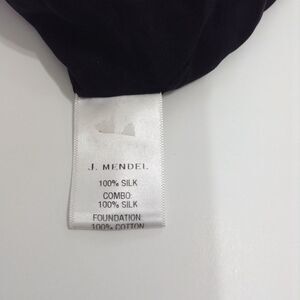 J. MENDEL
100% SILK
COMBO:
100% SILK
FOUNDATION:
100% COTTON